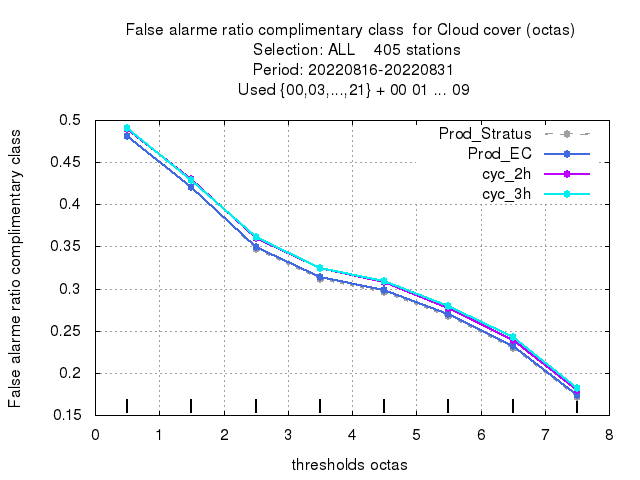 False alarme ratio complimentary class  for Cloud cover (octas)
Selection: ALL    405 stations
Period: 20220816-20220831
Used {00,03,...,21} + 00 01 ... 09
False alarme ratio complimentary class
0.5
0.45
0.4
0.35
0.3
0.25
0.2
0.15
Prod_Stratus
Prod_EC
cyc_2h
cyc_3h
0 1 2 3 4 5 6 7 8
thresholds octas